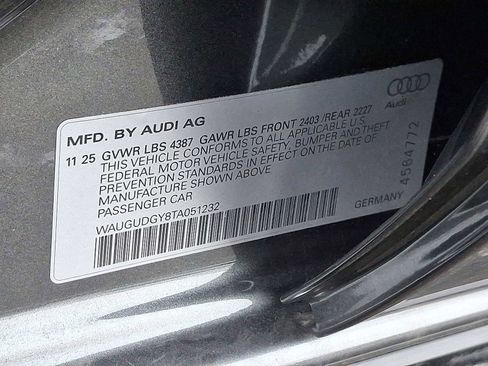 MFD. BY AUDI AG
Audi
11 25 GVWR LBS 4387 GAWR LBS FRONT 2403 /REAR 2227
THIS VEHICLE CONFORMS TO ALL APPLICABLE U.S.
FEDERAL MOTOR VEHICLE SAFETY, BUMPER AND THEFT
PREVENTION STANDARDS IN EFFECT ON THE DATE OF
MANUFACTURE SHOWN ABOVE
PASSENGER CAR
WAUGUDGY8TA051232
GERMANY
4564772